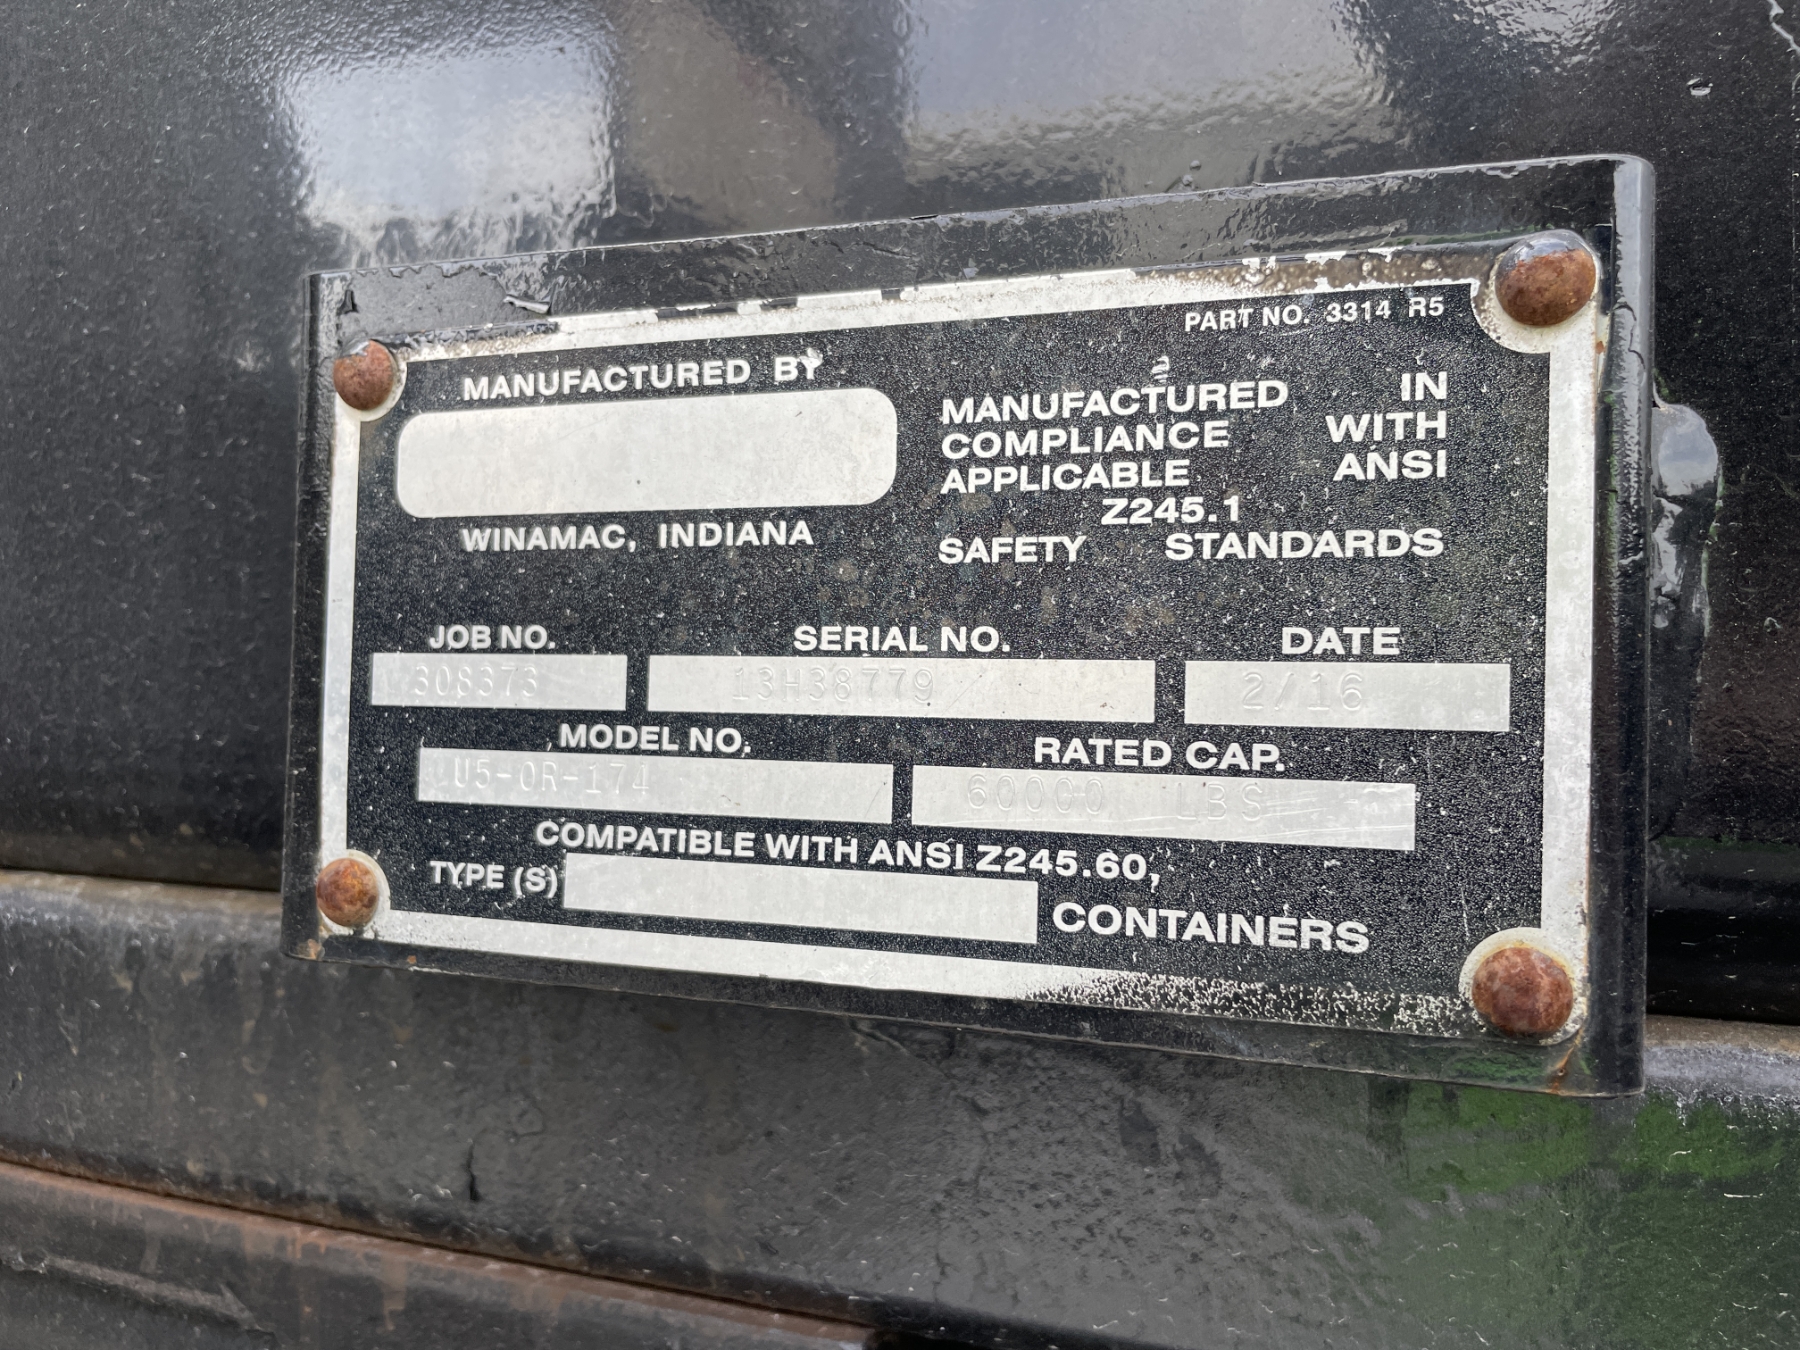 PART NO. 3314 R5
MANUFACTURED BY
WINAMAC, INDIANA
MANUFACTURED IN
COMPLIANCE WITH
APPLICABLE ANSI
Z245.1
SAFETY STANDARDS
JOB NO. SERIAL NO. DATE
308373 13H38779 2/16
MODEL NO. RATED CAP.
LU5-OR-174 60000 LBS
COMPATIBLE WITH ANSI Z245.60,
TYPE (S) CONTAINERS